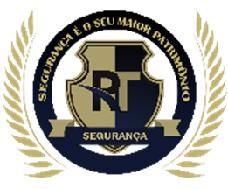 SEGURANÇA É O SEU MAIOR PATRIMÔNIO
RT
SEGURANÇA